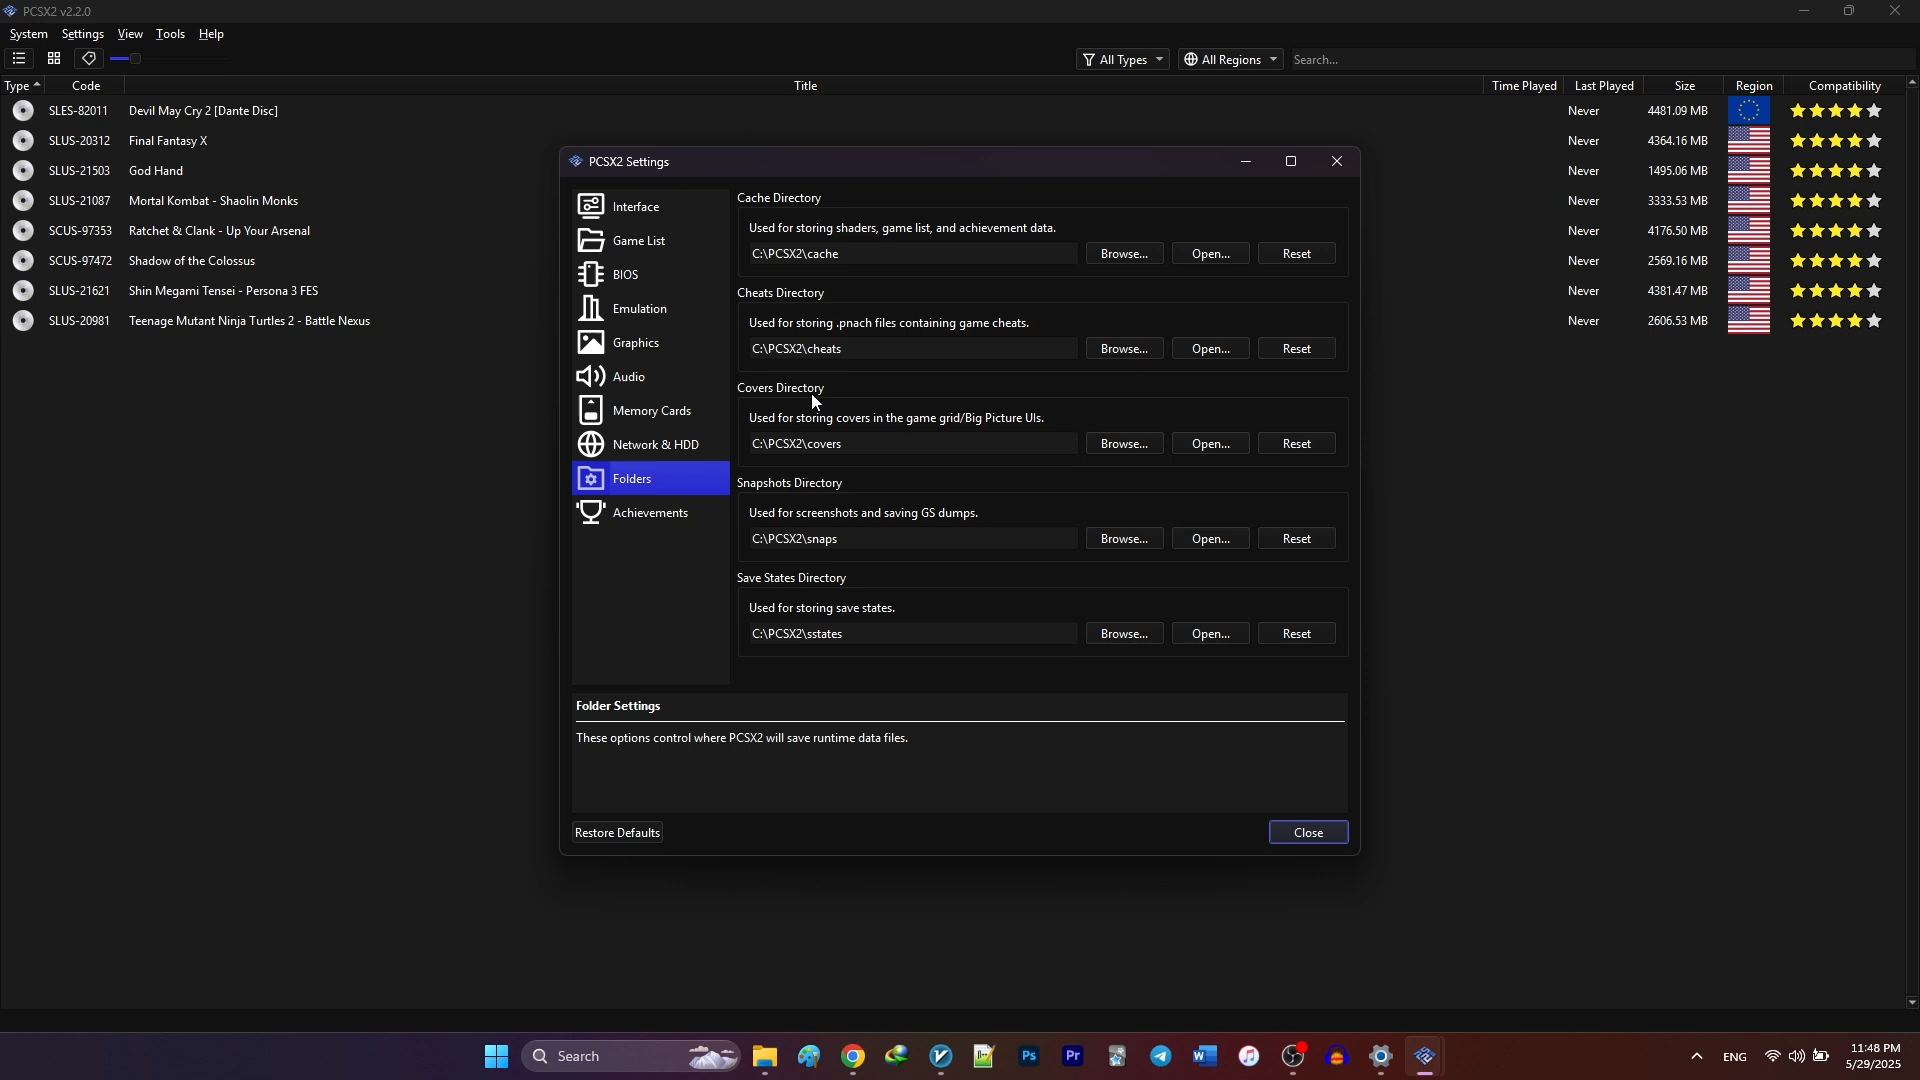 PCSX2 v2.2.0
System Settings View Tools Help
All Types All Regions Search...
Type Code Title Time Played Last Played Size Region Compatibility
SLES-82011 Devil May Cry 2 [Dante Disc] Never 4481.09 MB
SLUS-20312 Final Fantasy X Never 4364.16 MB
SLUS-21503 God Hand Never 1495.06 MB
SLUS-21087 Mortal Kombat - Shaolin Monks Never 3333.53 MB
SCUS-97353 Ratchet & Clank - Up Your Arsenal Never 4176.50 MB
SCUS-97472 Shadow of the Colossus Never 2569.16 MB
SLUS-21621 Shin Megami Tensei - Persona 3 FES Never 4381.47 MB
SLUS-20981 Teenage Mutant Ninja Turtles 2 - Battle Nexus Never 2606.53 MB
PCSX2 Settings
Interface
Game List
BIOS
Emulation
Graphics
Audio
Memory Cards
Network & HDD
Folders
Achievements
Cache Directory
Used for storing shaders, game list, and achievement data.
C:\PCSX2\cache Browse... Open... Reset
Cheats Directory
Used for storing .pnach files containing game cheats.
C:\PCSX2\cheats Browse... Open... Reset
Covers Directory
Used for storing covers in the game grid/Big Picture UIs.
C:\PCSX2\covers Browse... Open... Reset
Snapshots Directory
Used for screenshots and saving GS dumps.
C:\PCSX2\snaps Browse... Open... Reset
Save States Directory
Used for storing save states.
C:\PCSX2\sstates Browse... Open... Reset
Folder Settings
These options control where PCSX2 will save runtime data files.
Restore Defaults Close
Search Ps Pr ENG 11:48 PM
5/29/2025